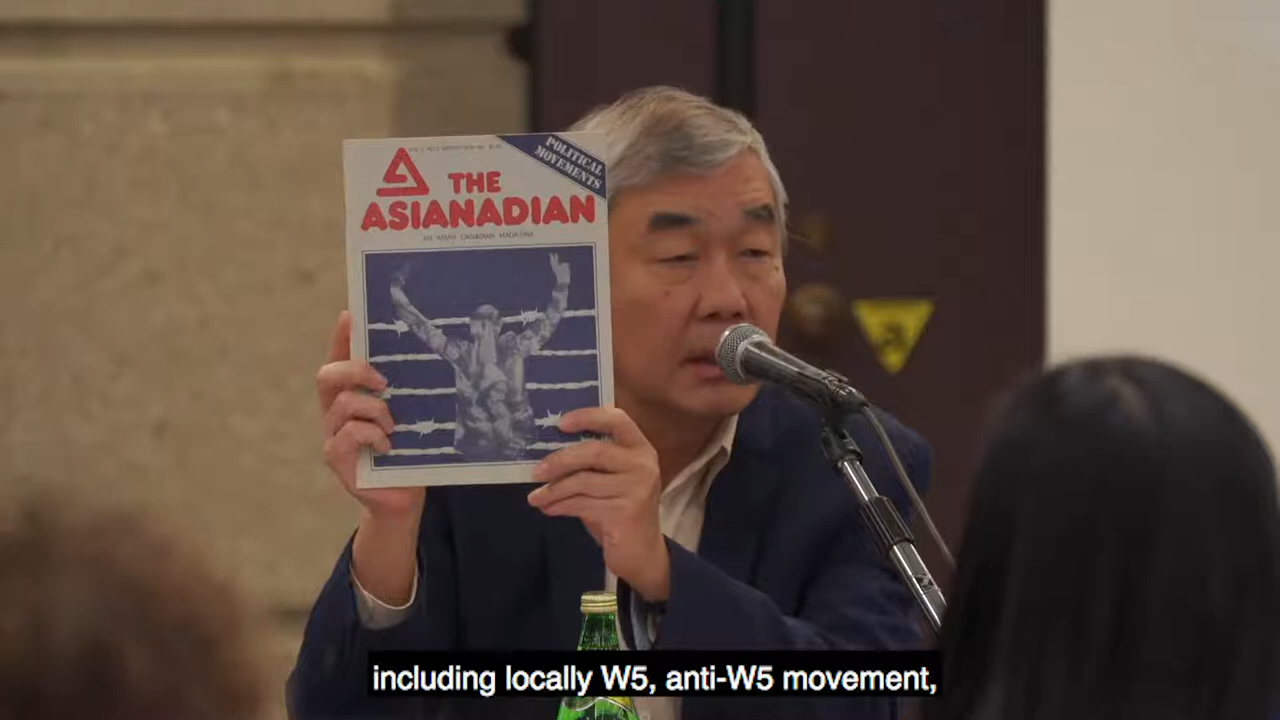 POLITICAL
MOVEMENTS
THE
ASIANADIAN
AN ASIAN CANADIAN MAGAZINE
including locally W5, anti-W5 movement,